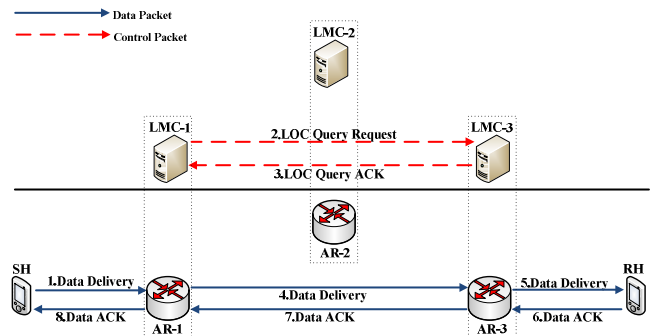 Data Packet
Control Packet
LMC-2
LMC-1
2.LOC Query Request
LMC-3
3.LOC Query ACK
AR-2
SH
1.Data Delivery
4.Data Delivery
5.Data Delivery
RH
8.Data ACK
AR-1
7.Data ACK
AR-3
6.Data ACK